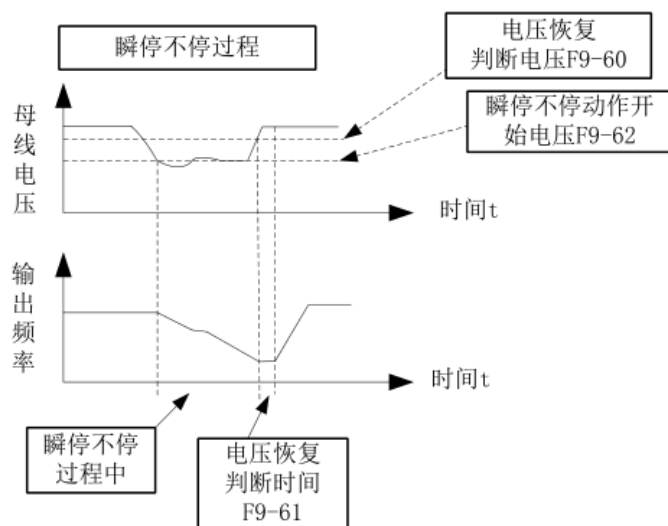 瞬停不停过程
电压恢复
判断电压F9-60
瞬停不停动作开
始电压F9-62
母线电压
时间t
输出频率
时间t
瞬停不停
过程中
电压恢复
判断时间
F9-61